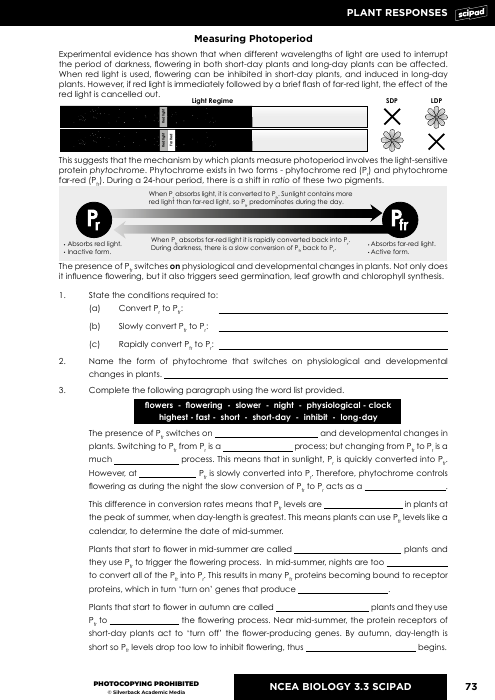 PLANT RESPONSES scipad
Measuring Photoperiod
Experimental evidence has shown that when different wavelengths of light are used to interrupt
the period of darkness, flowering in both short-day plants and long-day plants can be affected.
When red light is used, flowering can be inhibited in short-day plants, and induced in long-day
plants. However, if red light is immediately followed by a brief flash of far-red light, the effect of the
red light is cancelled out.
Light Regime SDP LDP
Red light
Red light Far Red
This suggests that the mechanism by which plants measure photoperiod involves the light-sensitive
protein phytochrome. Phytochrome exists in two forms - phytochrome red (Pr) and phytochrome
far-red (Pfr). During a 24-hour period, there is a shift in ratio of these two pigments.
When Pr absorbs light, it is converted to Pfr. Sunlight contains more
red light than far-red light, so Pfr predominates during the day.
Pr Pfr
When Pfr absorbs far-red light it is rapidly converted back into Pr.
During darkness, there is a slow conversion of Pfr back to Pr.
• Absorbs red light.
• Inactive form.
• Absorbs far-red light.
• Active form.
The presence of Pfr switches on physiological and developmental changes in plants. Not only does
it influence flowering, but it also triggers seed germination, leaf growth and chlorophyll synthesis.
1. State the conditions required to:
(a) Convert Pr to Pfr:
(b) Slowly convert Pfr to Pr:
(c) Rapidly convert Pfr to Pr:
2. Name the form of phytochrome that switches on physiological and developmental
changes in plants.
3. Complete the following paragraph using the word list provided.
flowers - flowering - slower - night - physiological - clock
highest - fast - short - short-day - inhibit - long-day
The presence of Pfr switches on ____ and developmental changes in
plants. Switching to Pfr from Pr is a ____ process; but changing from Pfr to Pr is a
much ____ process. This means that in sunlight, Pr is quickly converted into Pfr.
However, at ____ Pfr is slowly converted into Pr. Therefore, phytochrome controls
flowering as during the night the slow conversion of Pfr to Pr acts as a ____.
This difference in conversion rates means that Pfr levels are ____ in plants at
the peak of summer, when day-length is greatest. This means plants can use Pfr levels like a
calendar, to determine the date of mid-summer.
Plants that start to flower in mid-summer are called ____ plants and
they use Pfr to trigger the flowering process. In mid-summer, nights are too ____
to convert all of the Pfr into Pr. This results in many Pfr proteins becoming bound to receptor
proteins, which in turn 'turn on' genes that produce ____.
Plants that start to flower in autumn are called ____ plants and they use
Pfr to ____ the flowering process. Near mid-summer, the protein receptors of
short-day plants act to 'turn off' the flower-producing genes. By autumn, day-length is
short so Pfr levels drop too low to inhibit flowering, thus ____ begins.
PHOTOCOPYING PROHIBITED
© Silverback Academic Media
NCEA BIOLOGY 3.3 SCIPAD
73